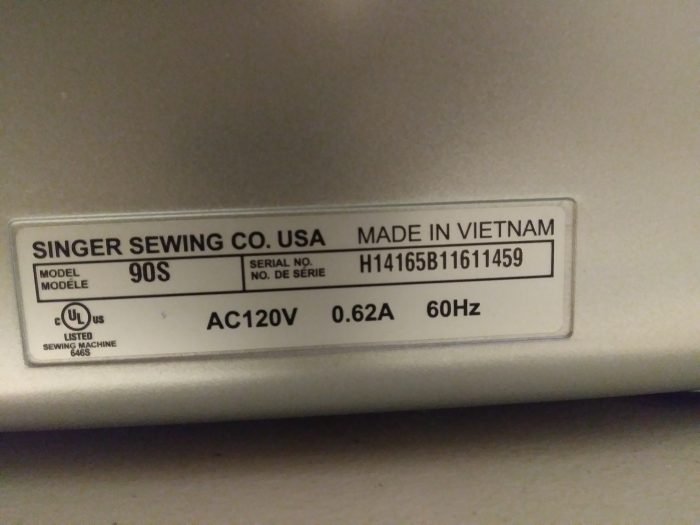 SINGER SEWING CO. USA MADE IN VIETNAM
MODEL 90S SERIAL NO. H14165B11611459
MODÈLE NO. DE SÉRIE
C UL US AC120V 0.62A 60Hz
LISTED
SEWING MACHINE
646S